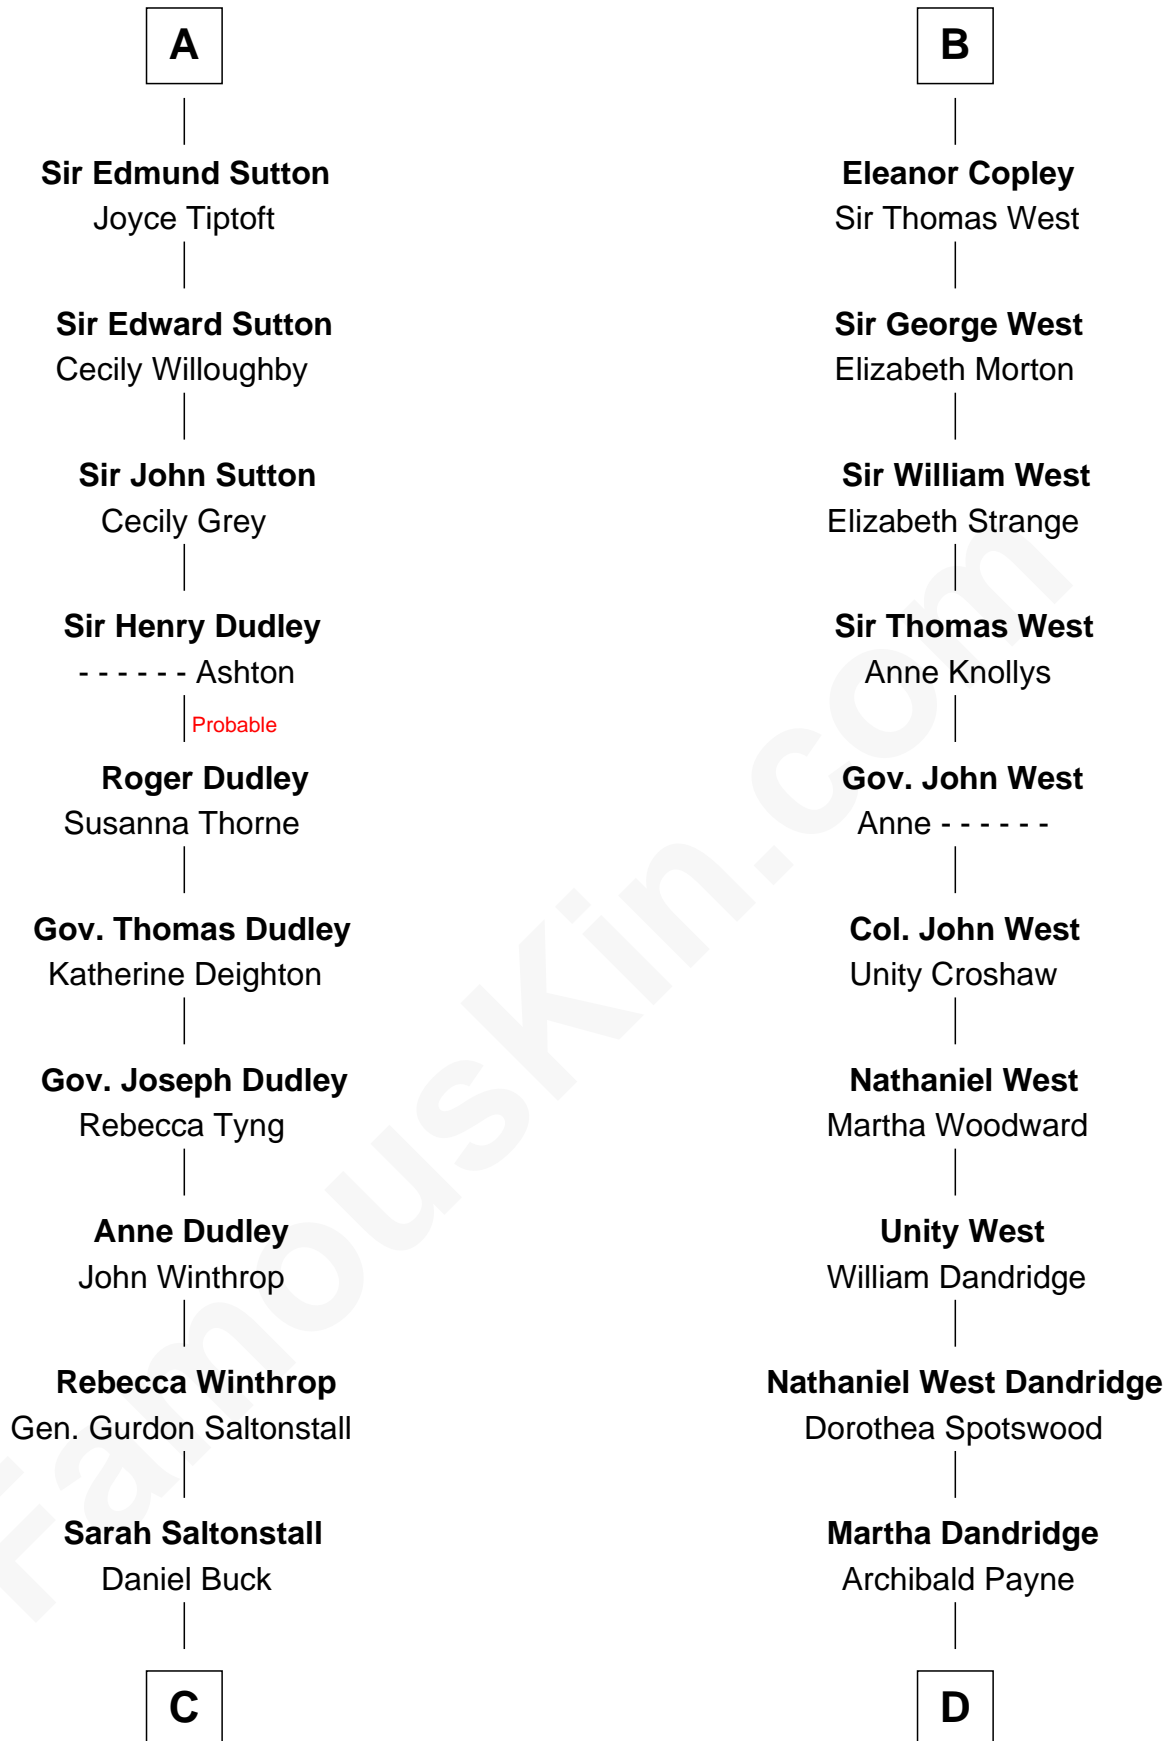 A
Sir Edmund Sutton
Joyce Tiptoft
Sir Edward Sutton
Cecily Willoughby
Sir John Sutton
Cecily Grey
Sir Henry Dudley
- - - - - - Ashton
Probable
Roger Dudley
Susanna Thorne
Gov. Thomas Dudley
Katherine Deighton
Gov. Joseph Dudley
Rebecca Tyng
Anne Dudley
John Winthrop
Rebecca Winthrop
Gen. Gurdon Saltonstall
Sarah Saltonstall
Daniel Buck
C
B
Eleanor Copley
Sir Thomas West
Sir George West
Elizabeth Morton
Sir William West
Elizabeth Strange
Sir Thomas West
Anne Knollys
Gov. John West
Anne - - - - - -
Col. John West
Unity Croshaw
Nathaniel West
Martha Woodward
Unity West
William Dandridge
Nathaniel West Dandridge
Dorothea Spotswood
Martha Dandridge
Archibald Payne
D
FamousKin.com